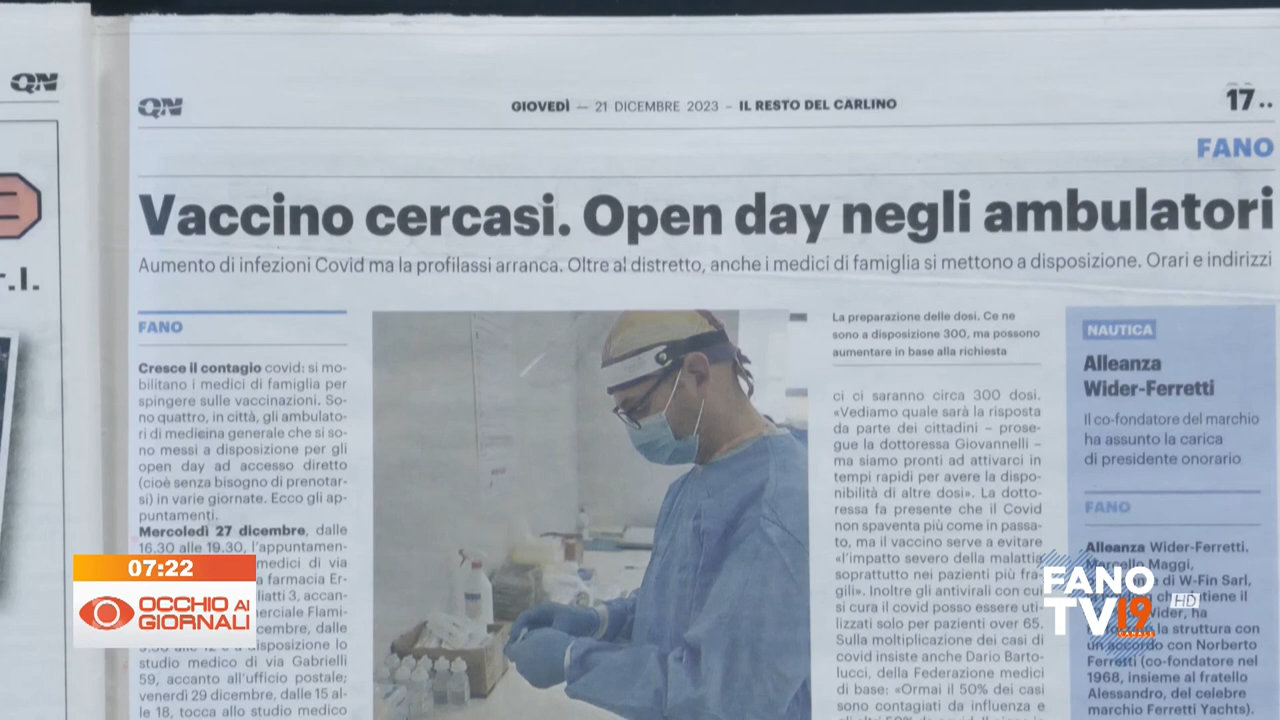 QN
r.l.
QN
GIOVEDÌ — 21 DICEMBRE 2023 – IL RESTO DEL CARLINO
17..
FANO
Vaccino cercasi. Open day negli ambulatori
Aumento di infezioni Covid ma la profilassi arranca. Oltre al distretto, anche i medici di famiglia si mettono a disposizione. Orari e indirizzi
FANO
Cresce il contagio covid: si mo-
bilitano i medici di famiglia per
spingere sulle vaccinazioni. So-
no quattro, in città, gli ambulato-
ri di medicina generale che si so-
no messi a disposizione per gli
open day ad accesso diretto
(cioè senza bisogno di prenotar-
si) in varie giornate. Ecco gli ap-
puntamenti.
Mercoledì 27 dicembre, dalle
16.30 alle 19.30, l'appuntamen-
medici di via
a farmacia Er-
liatti 3, accan-
erciale Flami-
cembre, dalle
disposizione lo
studio medico di via Gabrielli
59, accanto all'ufficio postale;
venerdì 29 dicembre, dalle 15 al-
le 18, tocca allo studio medico
La preparazione delle dosi. Ce ne
sono a disposizione 300, ma possono
aumentare in base alla richiesta
ci ci saranno circa 300 dosi.
«Vediamo quale sarà la risposta
da parte dei cittadini – prose-
gue la dottoressa Giovannelli –
ma siamo pronti ad attivarci in
tempi rapidi per avere la dispo-
nibilità di altre dosi». La dotto-
ressa fa presente che il Covid
non spaventa più come in passa-
to, ma il vaccino serve a evitare
«l'impatto severo della malattia
soprattutto nei pazienti più fra-
gili». Inoltre gli antivirali con cui
si cura il covid posso essere uti-
lizzati solo per pazienti over 65.
Sulla moltiplicazione dei casi di
covid insiste anche Dario Barto-
lucci, della Federazione medici
di base: «Ormai il 50% dei casi
sono contagiati da influenza e
NAUTICA
Alleanza
Wider-Ferretti
Il co-fondatore del marchio
ha assunto la carica
di presidente onorario
FANO
Alleanza Wider-Ferretti.
Marcello Maggi,
di W-Fin Sarl,
tiene il
Wider, ha
la struttura con
un accordo con Norberto
Ferretti (co-fondatore nel
1968, insieme al fratello
Alessandro, del celebre
marchio Ferretti Yachts).
07:22
OCCHIO AI
GIORNALI
FANO
TV19
HD